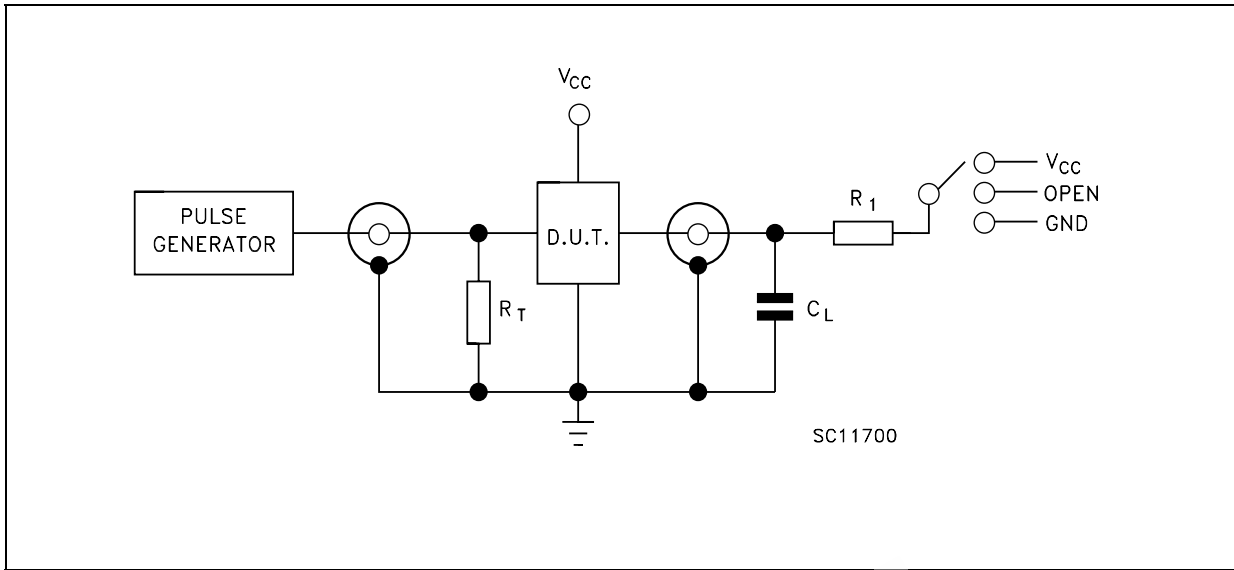 VCC
PULSE
GENERATOR
RT
D.U.T.
CL
R1
VCC
OPEN
GND
SC11700